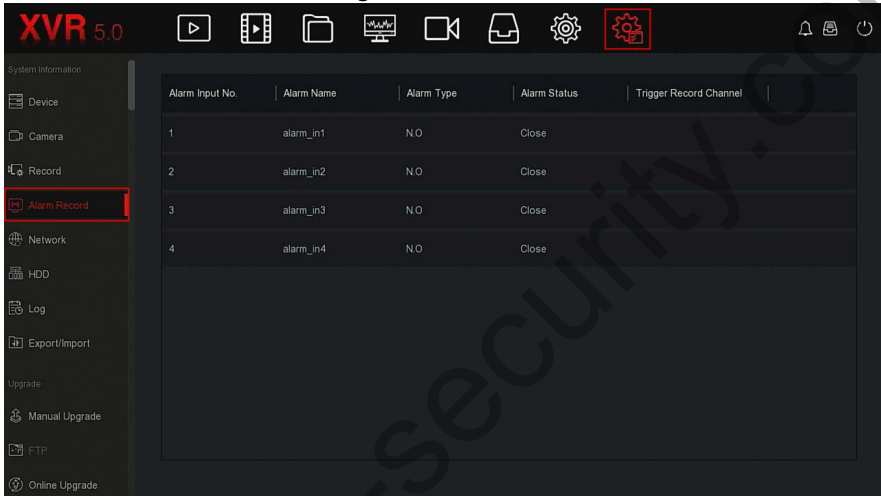 XVR 5.0
System Information
Device
Camera
Record
Alarm Record
Network
HDD
Log
Export/Import
Upgrade
Manual Upgrade
FTP
Online Upgrade
Alarm Input No. Alarm Name Alarm Type Alarm Status Trigger Record Channel
1 alarm_in1 N.O Close
2 alarm_in2 N.O Close
3 alarm_in3 N.O Close
4 alarm_in4 N.O Close